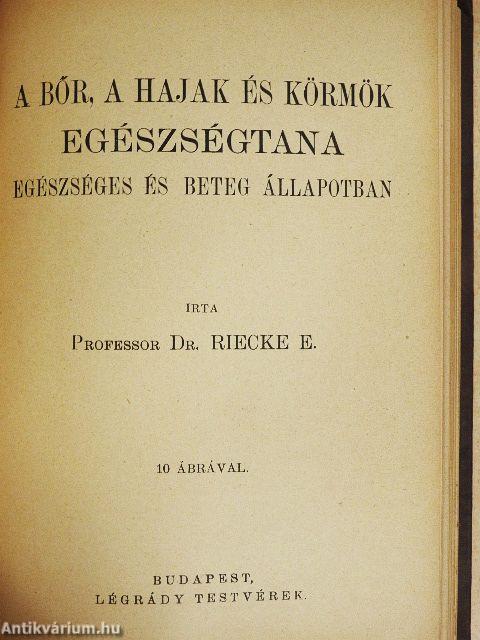 A BŐR, A HAJAK ÉS KÖRMÖK
EGÉSZSÉGTANA
EGÉSZSÉGES ÉS BETEG ÁLLAPOTBAN
IRTA
PROFESSOR DR. RIECKE E.
10 ÁBRÁVAL.
BUDAPEST,
LÉGRÁDY TESTVÉREK.
Antikvárium.hu